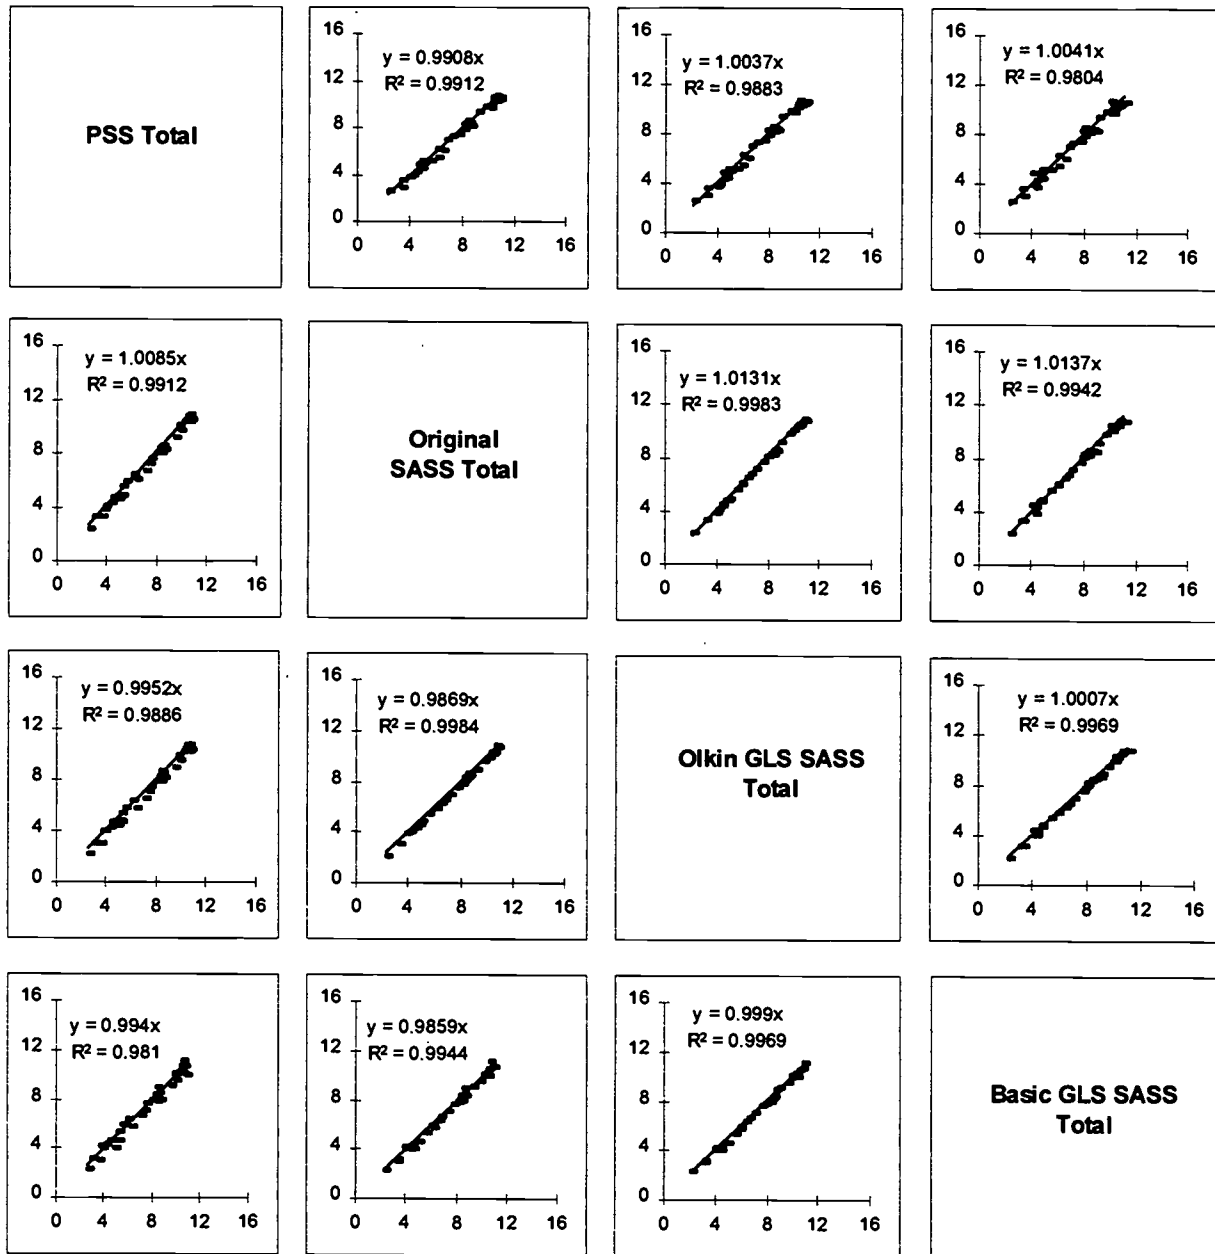 PSS Total
16
12
8
4
0
y = 0.9908x
R² = 0.9912
0 4 8 12 16
16
12
8
4
0
y = 1.0037x
R² = 0.9883
0 4 8 12 16
16
12
8
4
0
y = 1.0041x
R² = 0.9804
0 4 8 12 16
16
12
8
4
0
y = 1.0085x
R² = 0.9912
0 4 8 12 16
Original
SASS Total
16
12
8
4
0
y = 1.0131x
R² = 0.9983
0 4 8 12 16
16
12
8
4
0
y = 1.0137x
R² = 0.9942
0 4 8 12 16
16
12
8
4
0
y = 0.9952x
R² = 0.9886
0 4 8 12 16
16
12
8
4
0
y = 0.9869x
R² = 0.9984
0 4 8 12 16
Olkin GLS SASS
Total
16
12
8
4
0
y = 1.0007x
R² = 0.9969
0 4 8 12 16
16
12
8
4
0
y = 0.994x
R² = 0.981
0 4 8 12 16
16
12
8
4
0
y = 0.9859x
R² = 0.9944
0 4 8 12 16
16
12
8
4
0
y = 0.999x
R² = 0.9969
0 4 8 12 16
Basic GLS SASS
Total